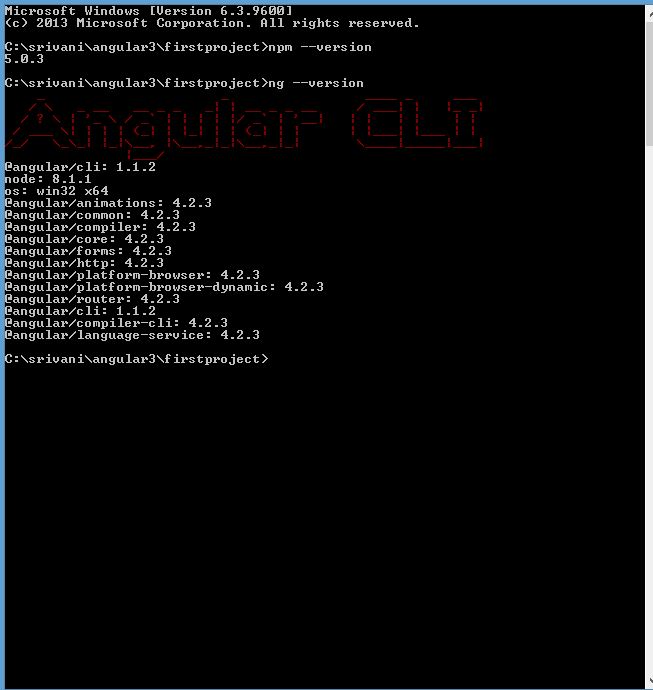 Microsoft Windows [Version 6.3.9600]
(c) 2013 Microsoft Corporation. All rights reserved.
C:\srivani\angular3\firstproject>npm --version
5.0.3
C:\srivani\angular3\firstproject>ng --version
Angular CLI
@angular/cli: 1.1.2
node: 8.1.1
os: win32 x64
@angular/animations: 4.2.3
@angular/common: 4.2.3
@angular/compiler: 4.2.3
@angular/core: 4.2.3
@angular/forms: 4.2.3
@angular/http: 4.2.3
@angular/platform-browser: 4.2.3
@angular/platform-browser-dynamic: 4.2.3
@angular/router: 4.2.3
@angular/cli: 1.1.2
@angular/compiler-cli: 4.2.3
@angular/language-service: 4.2.3
C:\srivani\angular3\firstproject>